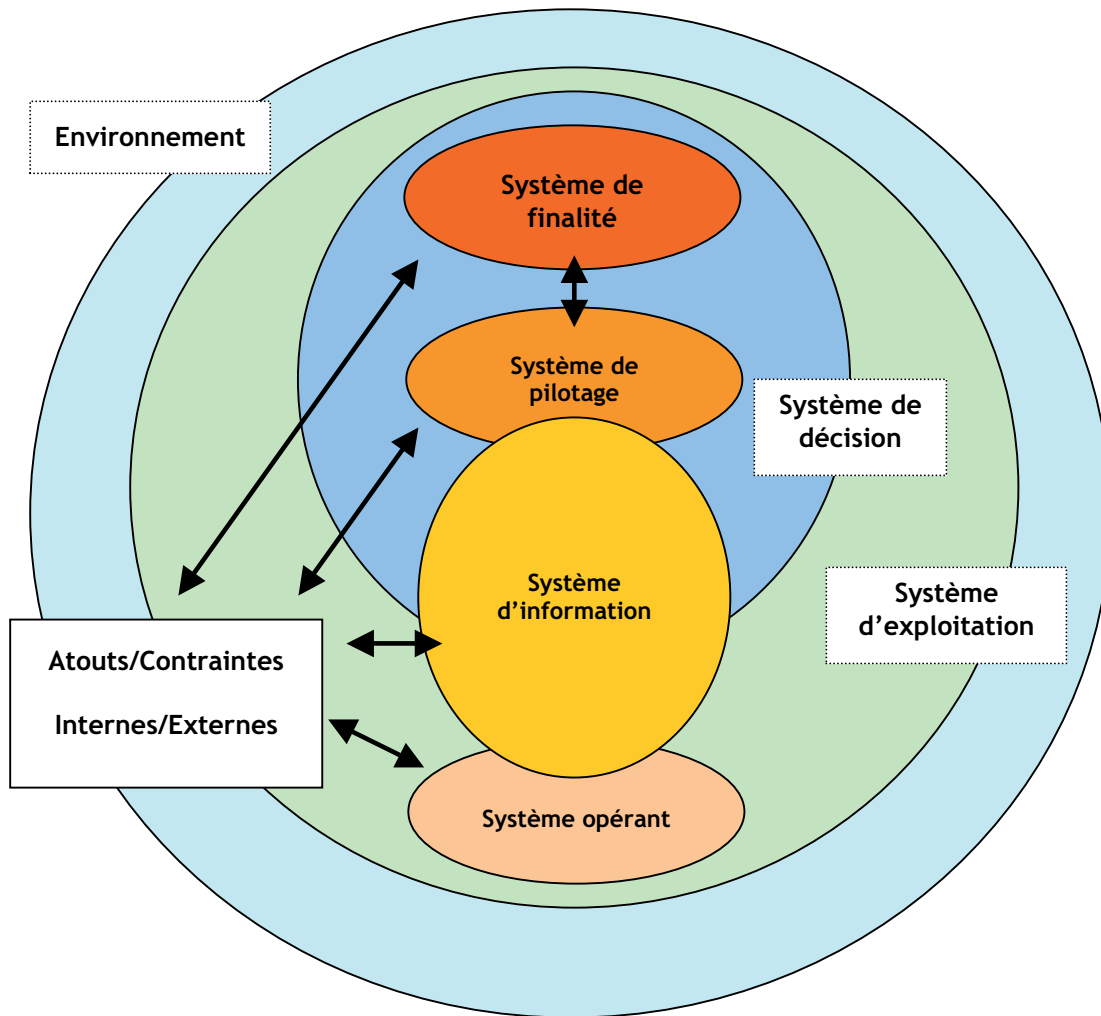 Environnement
Système de
finalité
Système de
pilotage
Système de
décision
Système
d’information
Système
d’exploitation
Atouts/Contraintes
Internes/Externes
Système opérant